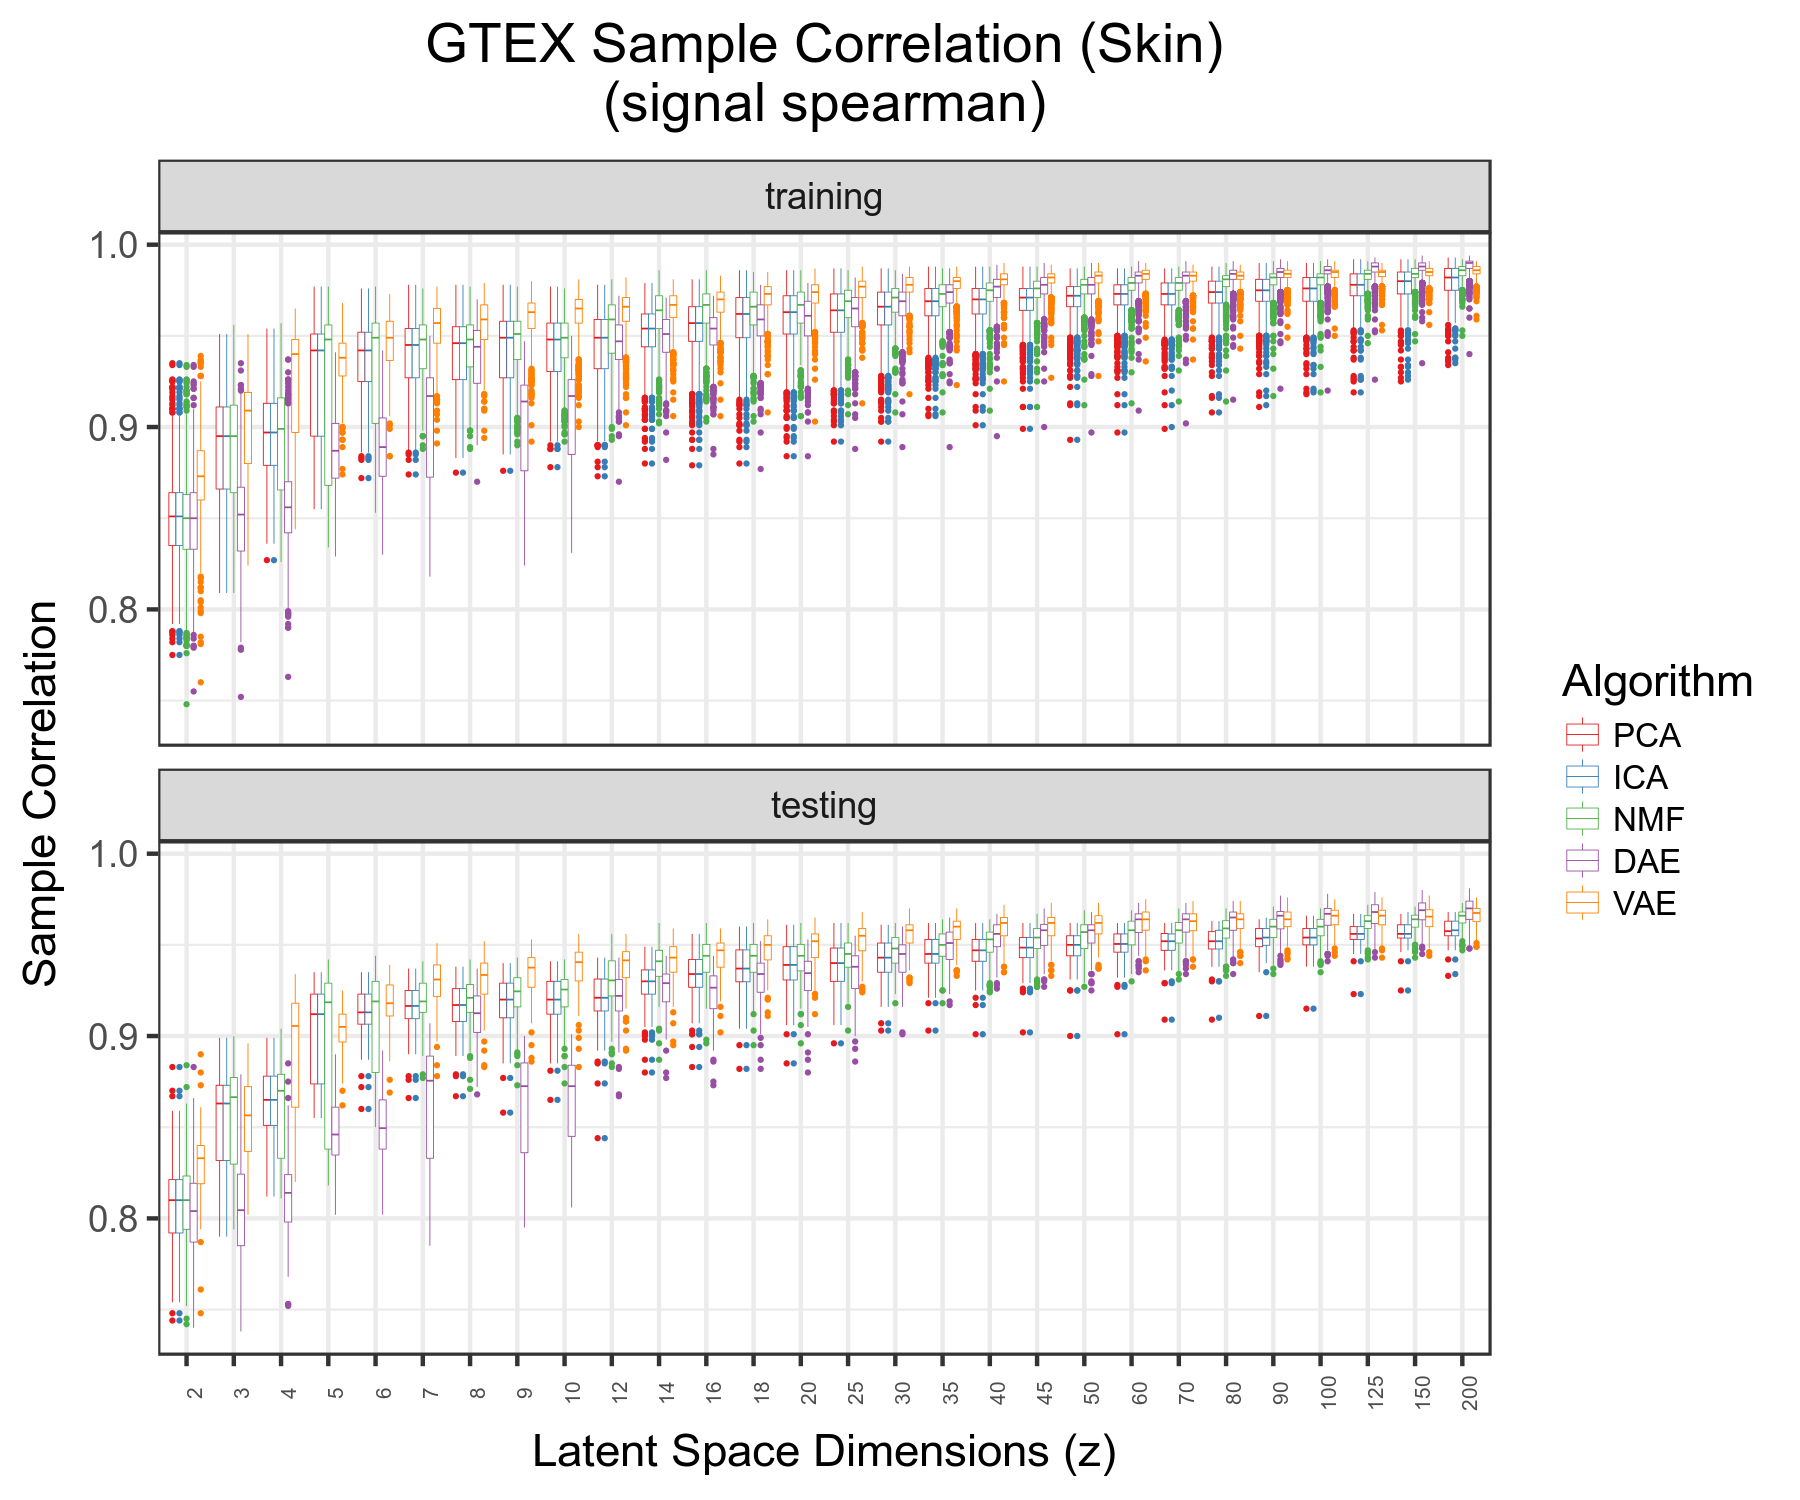 GTEX Sample Correlation (Skin)
(signal spearman)
training
1.0
0.9
0.8
testing
1.0
0.9
0.8
Sample Correlation
2 3 4 5 6 7 8 9 10 12 14 16 18 20 25 30 35 40 45 50 60 70 80 90 100 125 150 200
Latent Space Dimensions (z)
Algorithm
PCA
ICA
NMF
DAE
VAE